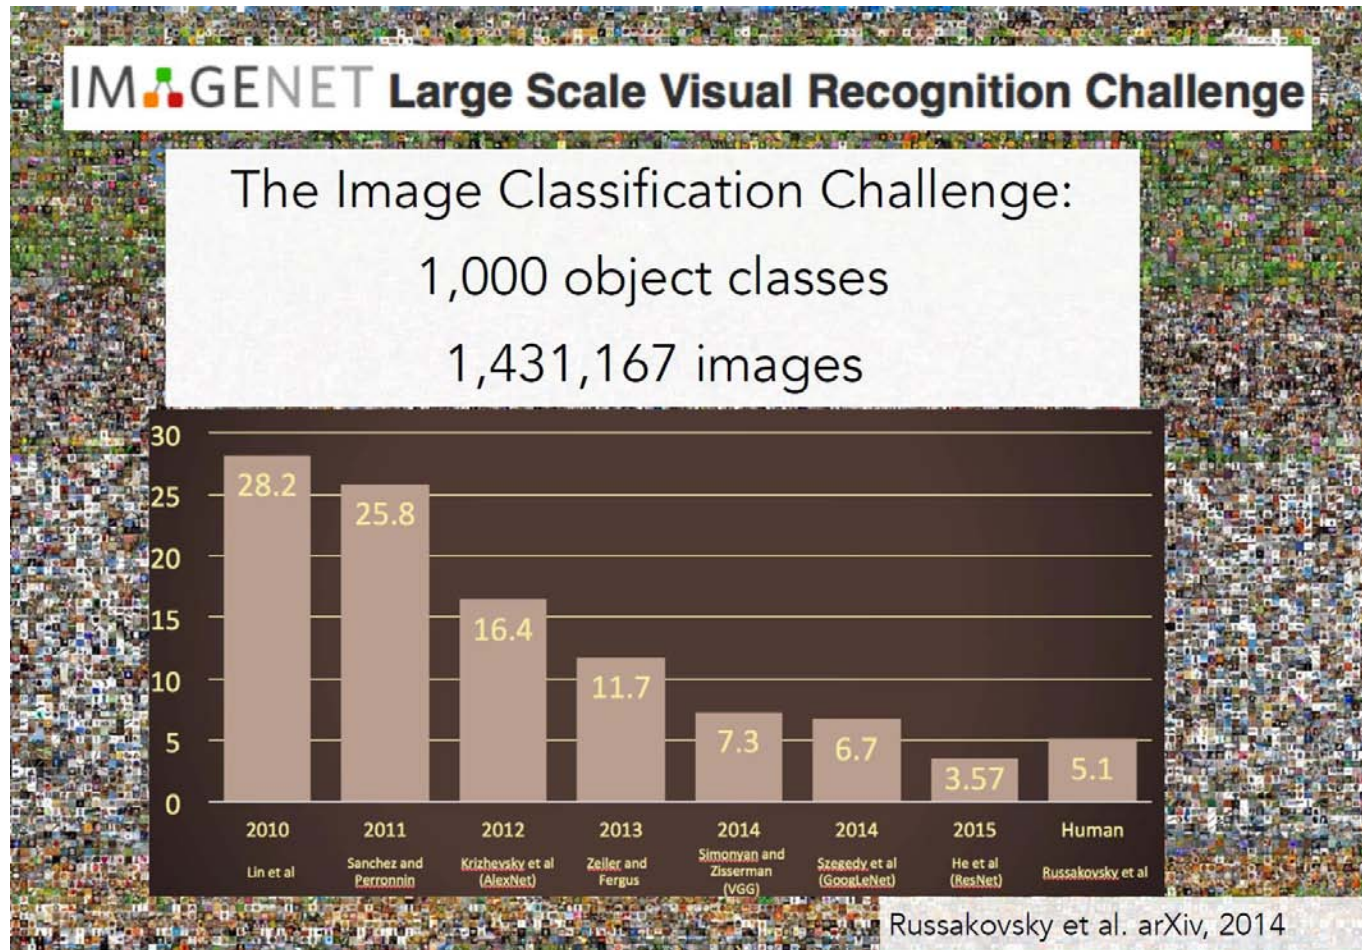 IMAGENET Large Scale Visual Recognition Challenge
The Image Classification Challenge:
1,000 object classes
1,431,167 images
30
25
20
15
10
5
0
28.2
25.8
16.4
11.7
7.3
6.7
3.57
5.1
2010
2011
2012
2013
2014
2014
2015
Human
Lin et al
Sanchez and
Perronnin
Krizhevsky et al
(AlexNet)
Zeiler and
Fergus
Simonyan and
Zisserman
(VGG)
Szegedy et al
(GoogLeNet)
He et al
(ResNet)
Russakovsky et al
Russakovsky et al. arXiv, 2014